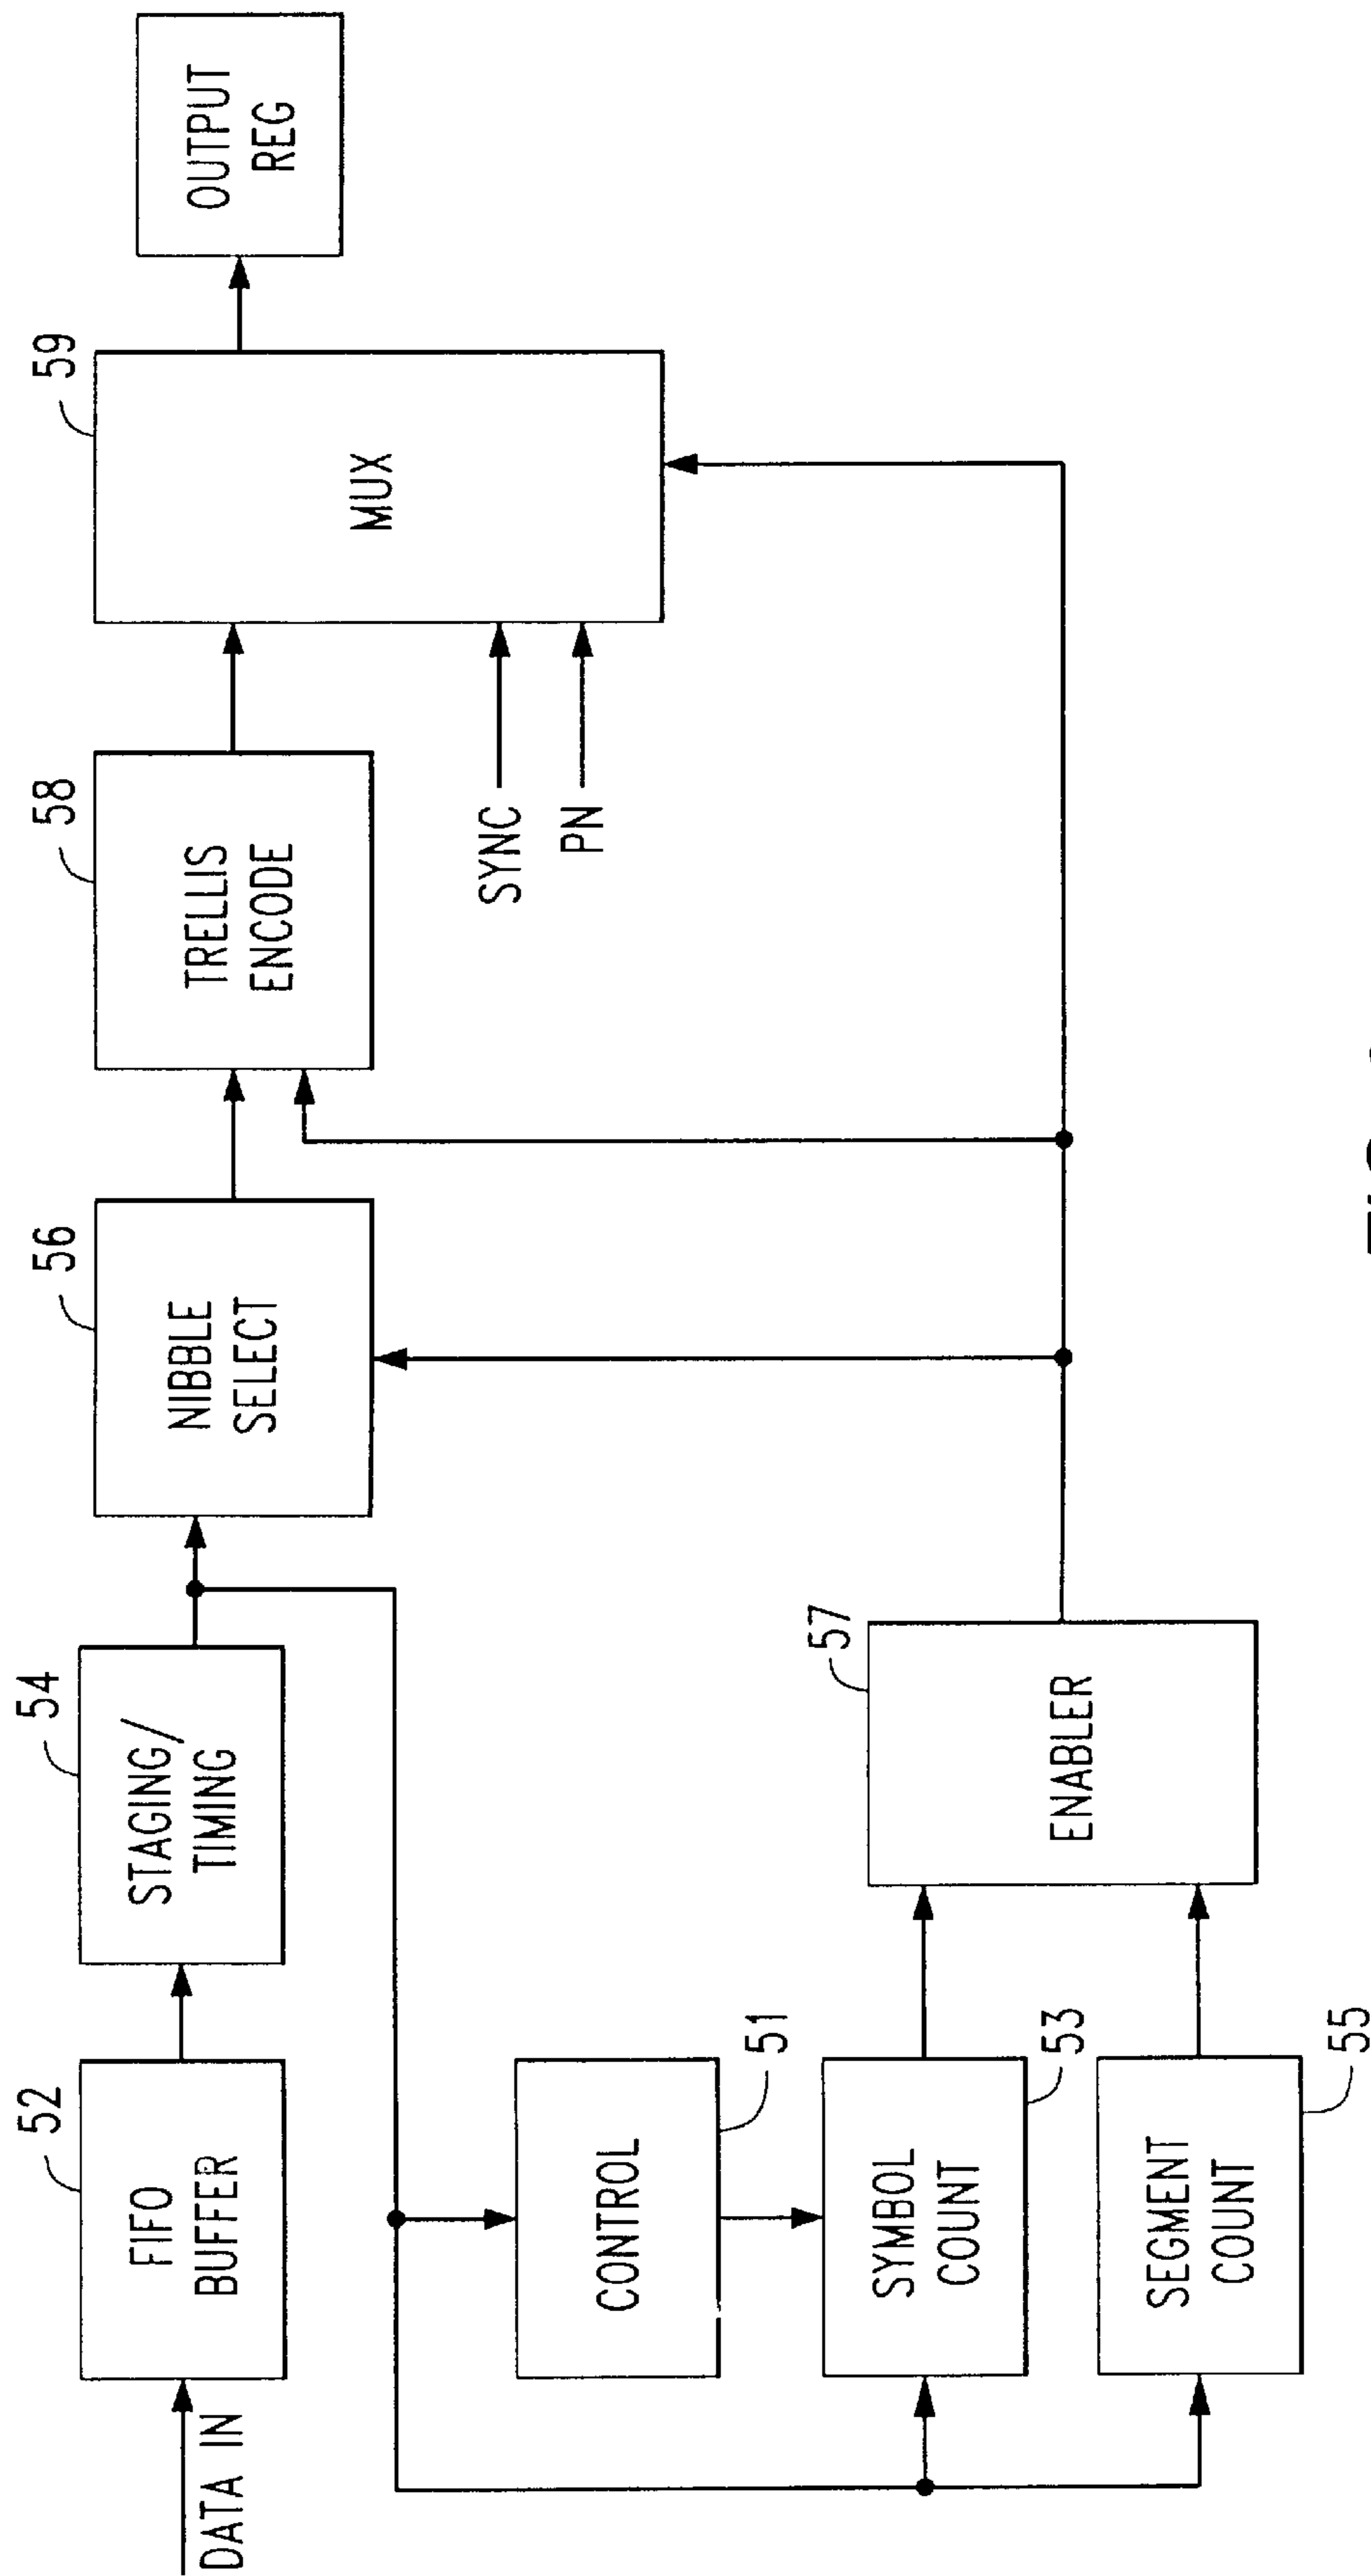 DATA IN
52
FIFO
BUFFER
54
STAGING/
TIMING
56
NIBBLE
SELECT
58
TRELLIS
ENCODE
SYNC
PN
59
MUX
OUTPUT
REG
CONTROL
51
SYMBOL
COUNT
53
SEGMENT
COUNT
55
57
ENABLER